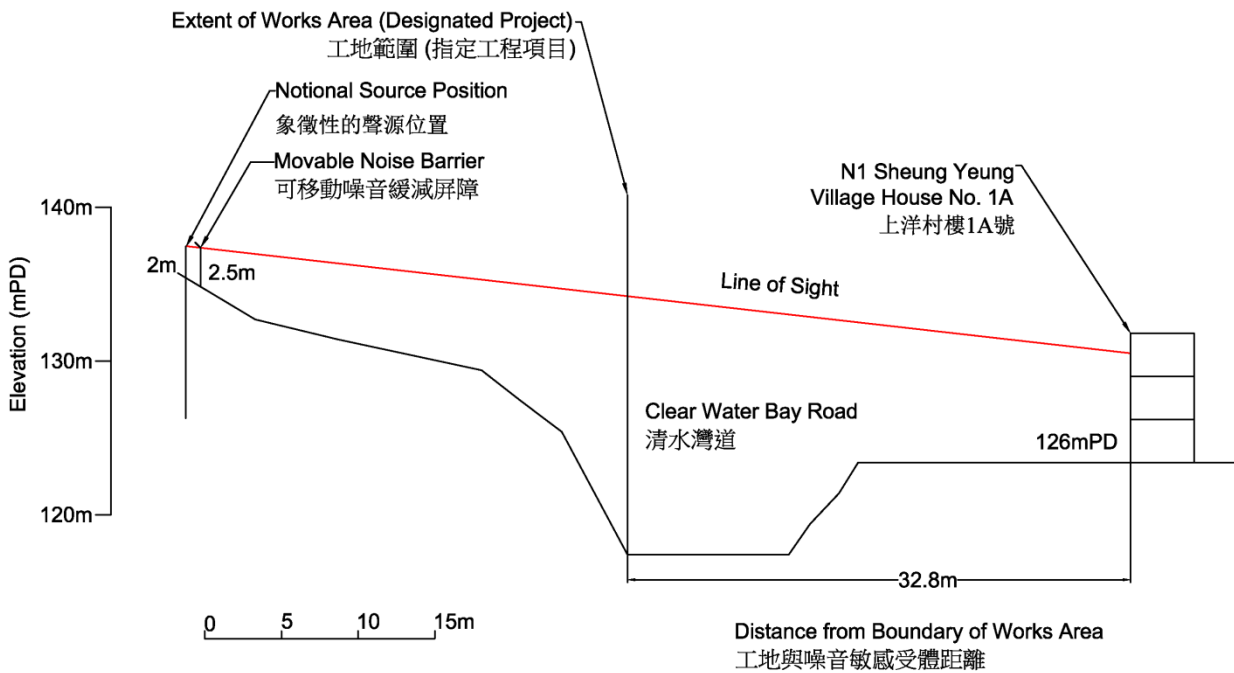 Extent of Works Area (Designated Project)
工地範圍 (指定工程項目)
Notional Source Position
象徵性的聲源位置
Movable Noise Barrier
可移動噪音緩減屏障
N1 Sheung Yeung
Village House No. 1A
上洋村樓1A號
140m
2m
2.5m
Line of Sight
Elevation (mPD)
130m
Clear Water Bay Road
清水灣道
126mPD
120m
32.8m
0 5 10 15m
Distance from Boundary of Works Area
工地與噪音敏感受體距離